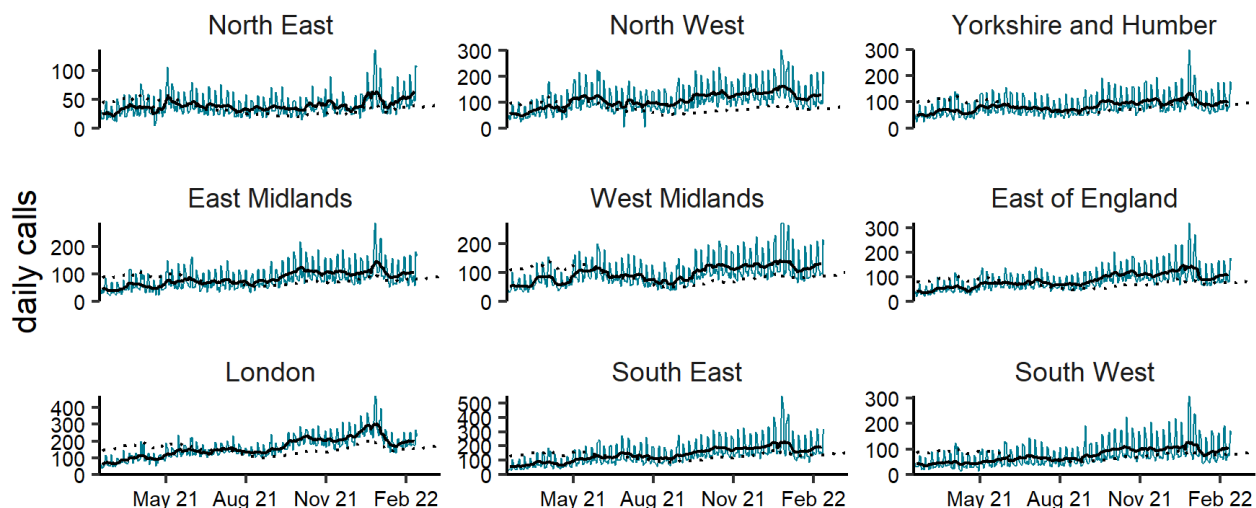 North East
100
50
0
North West
300
200
100
0
Yorkshire and Humber
300
200
100
0
daily calls
East Midlands
200
100
0
West Midlands
200
100
0
East of England
300
200
100
0
London
400
300
200
100
0
May 21 Aug 21 Nov 21 Feb 22
South East
500
400
300
200
100
0
May 21 Aug 21 Nov 21 Feb 22
South West
300
200
100
0
May 21 Aug 21 Nov 21 Feb 22